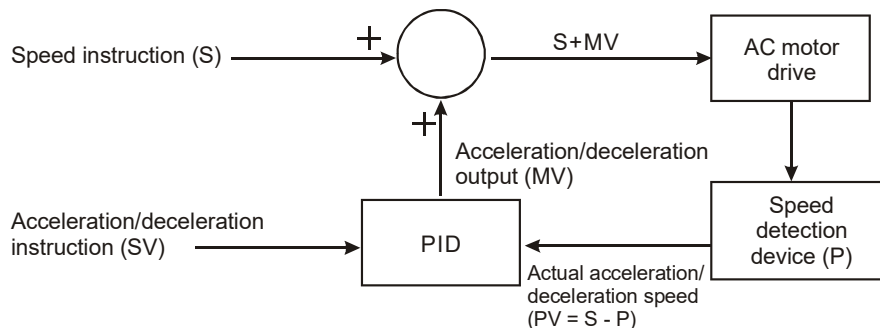 Speed instruction (S)
+
S+MV
AC motor
drive
+
Acceleration/deceleration
output (MV)
Acceleration/deceleration
instruction (SV)
PID
Speed
detection
device (P)
Actual acceleration/
deceleration speed
(PV = S - P)